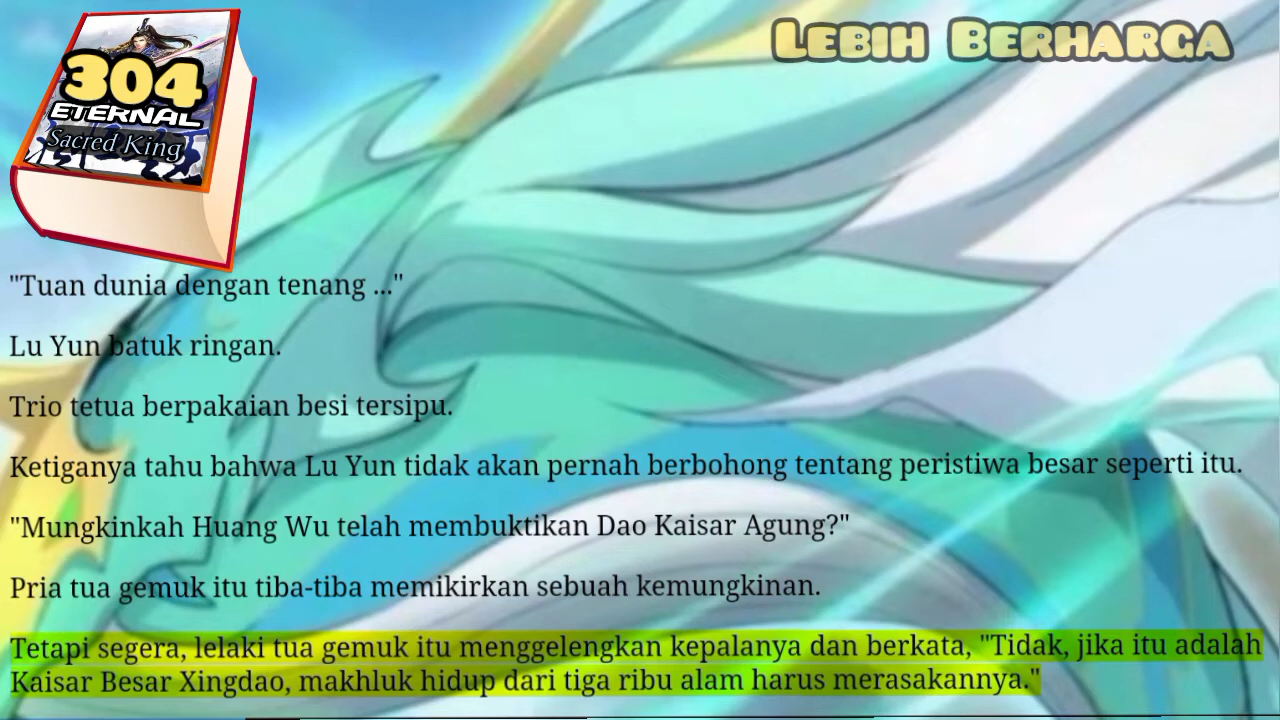 304
ETERNAL
Sacred King
LEBIH BERHARGA
"Tuan dunia dengan tenang ..."
Lu Yun batuk ringan.
Trio tetua berpakaian besi tersipu.
Ketiganya tahu bahwa Lu Yun tidak akan pernah berbohong tentang peristiwa besar seperti itu.
"Mungkinkah Huang Wu telah membuktikan Dao Kaisar Agung?"
Pria tua gemuk itu tiba-tiba memikirkan sebuah kemungkinan.
Tetapi segera, lelaki tua gemuk itu menggelengkan kepalanya dan berkata, "Tidak, jika itu adalah
Kaisar Besar Xingdao, makhluk hidup dari tiga ribu alam harus merasakannya."